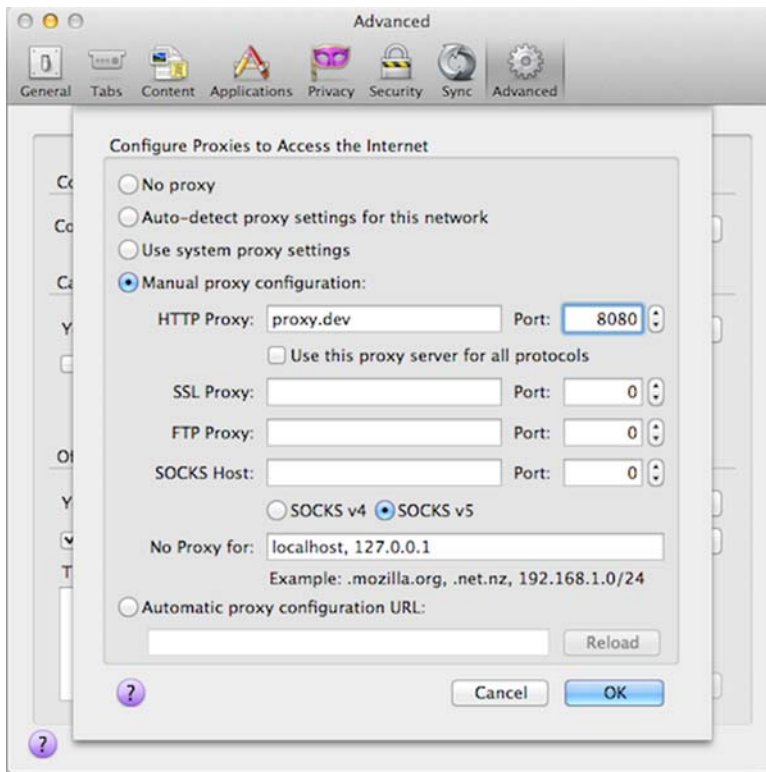 Advanced
General Tabs Content Applications Privacy Security Sync Advanced
Configure Proxies to Access the Internet
No proxy
Auto-detect proxy settings for this network
Use system proxy settings
Manual proxy configuration:
HTTP Proxy: proxy.dev Port: 8080
Use this proxy server for all protocols
SSL Proxy: Port: 0
FTP Proxy: Port: 0
SOCKS Host: Port: 0
SOCKS v4 SOCKS v5
No Proxy for: localhost, 127.0.0.1
Example: .mozilla.org, .net.nz, 192.168.1.0/24
Automatic proxy configuration URL:
Reload
? Cancel OK
?